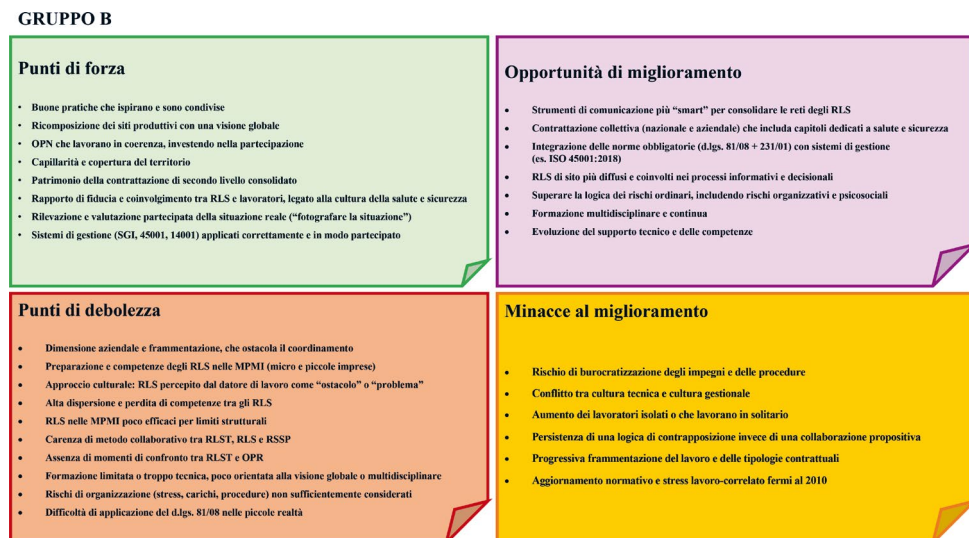 GRUPPO B
Punti di forza
• Buone pratiche che ispirano e sono condivise
• Ricomposizione dei siti produttivi con una visione globale
• OPN che lavorano in coerenza, investendo nella partecipazione
• Capillarità e copertura del territorio
• Patrimonio della contrattazione di secondo livello consolidato
• Rapporto di fiducia e coinvolgimento tra RLS e lavoratori, legato alla cultura della salute e sicurezza
• Rilevazione e valutazione partecipata della situazione reale (“fotografare la situazione”)
• Sistemi di gestione (SGI, 45001, 14001) applicati correttamente e in modo partecipato
Opportunità di miglioramento
• Strumenti di comunicazione più “smart” per consolidare le reti degli RLS
• Contrattazione collettiva (nazionale e aziendale) che includa capitoli dedicati a salute e sicurezza
• Integrazione delle norme obbligatorie (d.lgs. 81/08 + 231/01) con sistemi di gestione
(es. ISO 45001:2018)
• RLS di sito più diffusi e coinvolti nei processi informativi e decisionali
• Superare la logica dei rischi ordinari, includendo rischi organizzativi e psicosociali
• Formazione multidisciplinare e continua
• Evoluzione del supporto tecnico e delle competenze
Punti di debolezza
• Dimensione aziendale e frammentazione, che ostacola il coordinamento
• Preparazione e competenze degli RLS nelle MPMI (micro e piccole imprese)
• Approccio culturale: RLS percepito dal datore di lavoro come “ostacolo” o “problema”
• Alta dispersione e perdita di competenze tra gli RLS
• RLS nelle MPMI poco efficaci per limiti strutturali
• Carenza di metodo collaborativo tra RLST, RLS e RSSP
• Assenza di momenti di confronto tra RLST e OPR
• Formazione limitata o troppo tecnica, poco orientata alla visione globale o multidisciplinare
• Rischi di organizzazione (stress, carichi, procedure) non sufficientemente considerati
• Difficoltà di applicazione del d.lgs. 81/08 nelle piccole realtà
Minacce al miglioramento
• Rischio di burocratizzazione degli impegni e delle procedure
• Conflitto tra cultura tecnica e cultura gestionale
• Aumento dei lavoratori isolati o che lavorano in solitario
• Persistenza di una logica di contrapposizione invece di una collaborazione propositiva
• Progressiva frammentazione del lavoro e delle tipologie contrattuali
• Aggiornamento normativo e stress lavoro-correlato fermi al 2010